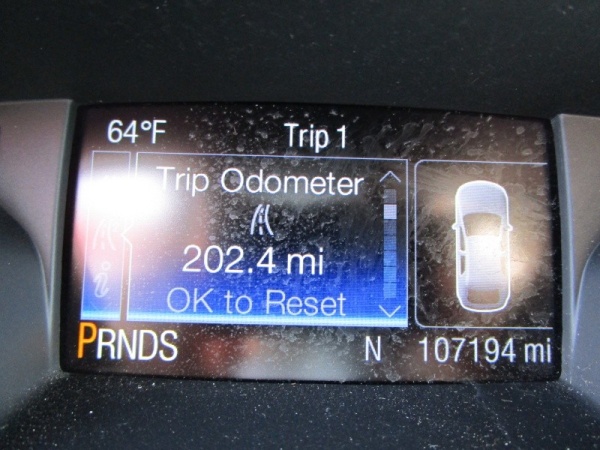 64°F Trip 1
Trip Odometer
202.4 mi
OK to Reset
PRNDS N 107194 mi